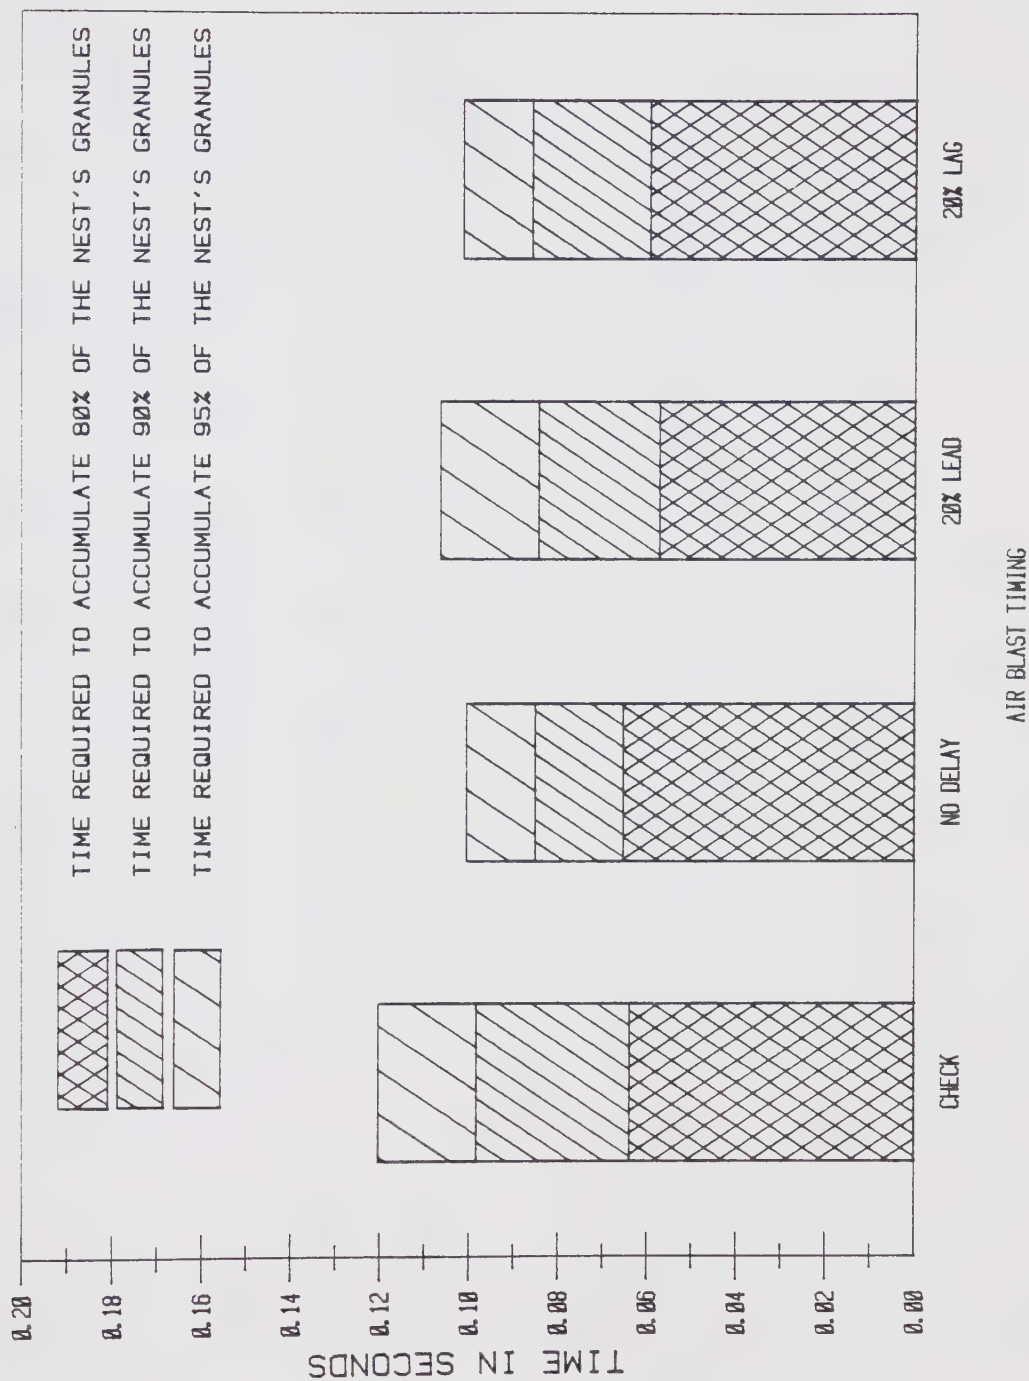 TIME REQUIRED TO ACCUMULATE 80% OF THE NEST'S GRANULES
TIME REQUIRED TO ACCUMULATE 90% OF THE NEST'S GRANULES
TIME REQUIRED TO ACCUMULATE 95% OF THE NEST'S GRANULES
TIME IN SECONDS
0.20
0.18
0.16
0.14
0.12
0.10
0.08
0.06
0.04
0.02
0.00
CHECK
NO DELAY
20% LEAD
20% LAG
AIR BLAST TIMING